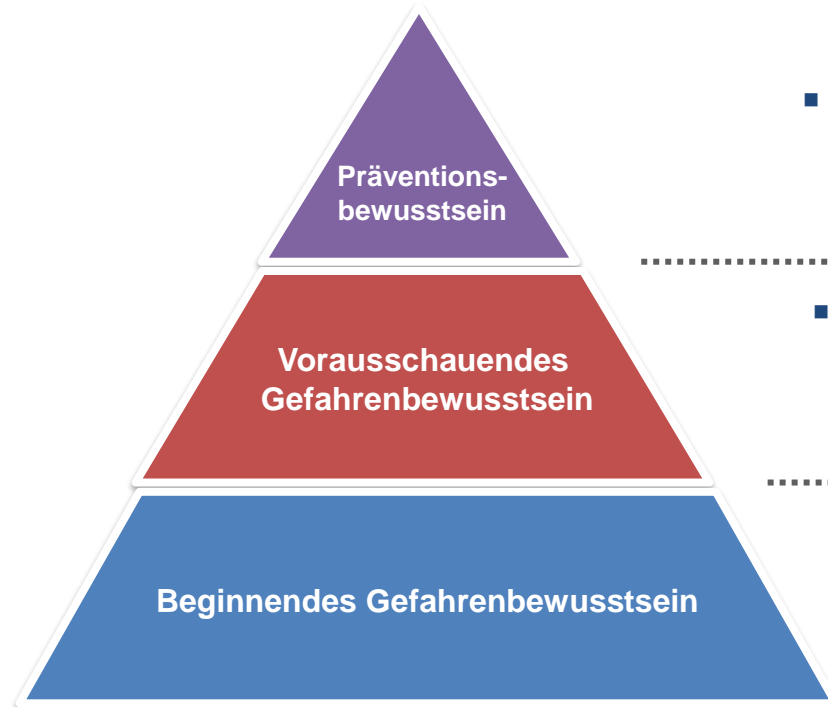 Präventions-
bewusstsein
Vorausschauendes
Gefahrenbewusstsein
Beginnendes Gefahrenbewusstsein